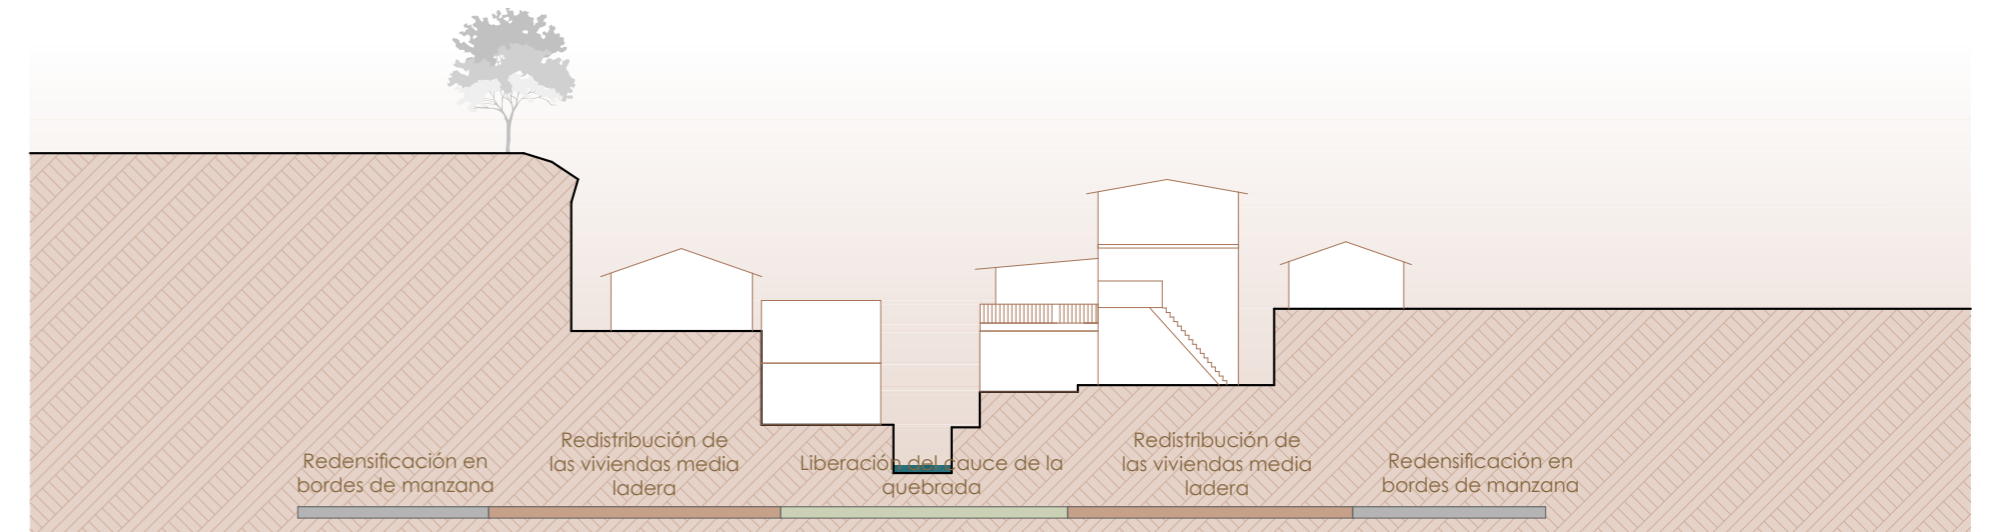 Redensificación en
bordes de manzana
Redistribución de
las viviendas media
ladera
Liberación del cauce de la
quebrada
Redistribución de
las viviendas media
ladera
Redensificación en
bordes de manzana